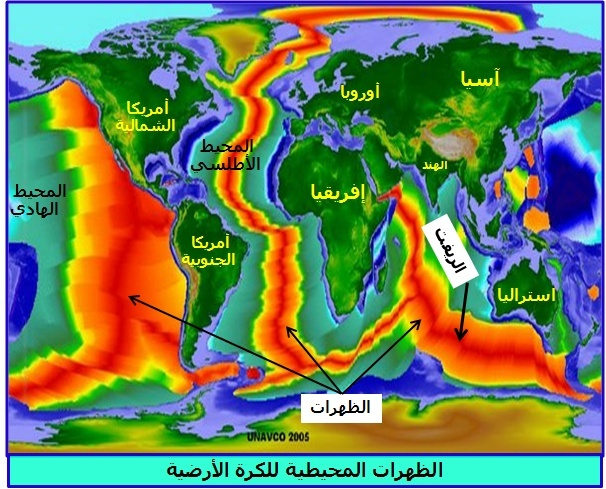 آسيا
أوروبا
أمريكا
الشمالية
المحيط
الأطلسي
الهند
المحيط
الهادي
إفريقيا
أمريكا
الجنوبية
الريفت
استراليا
الظهرات
UNAVCO 2005
الظهرات المحيطية للكرة الأرضية